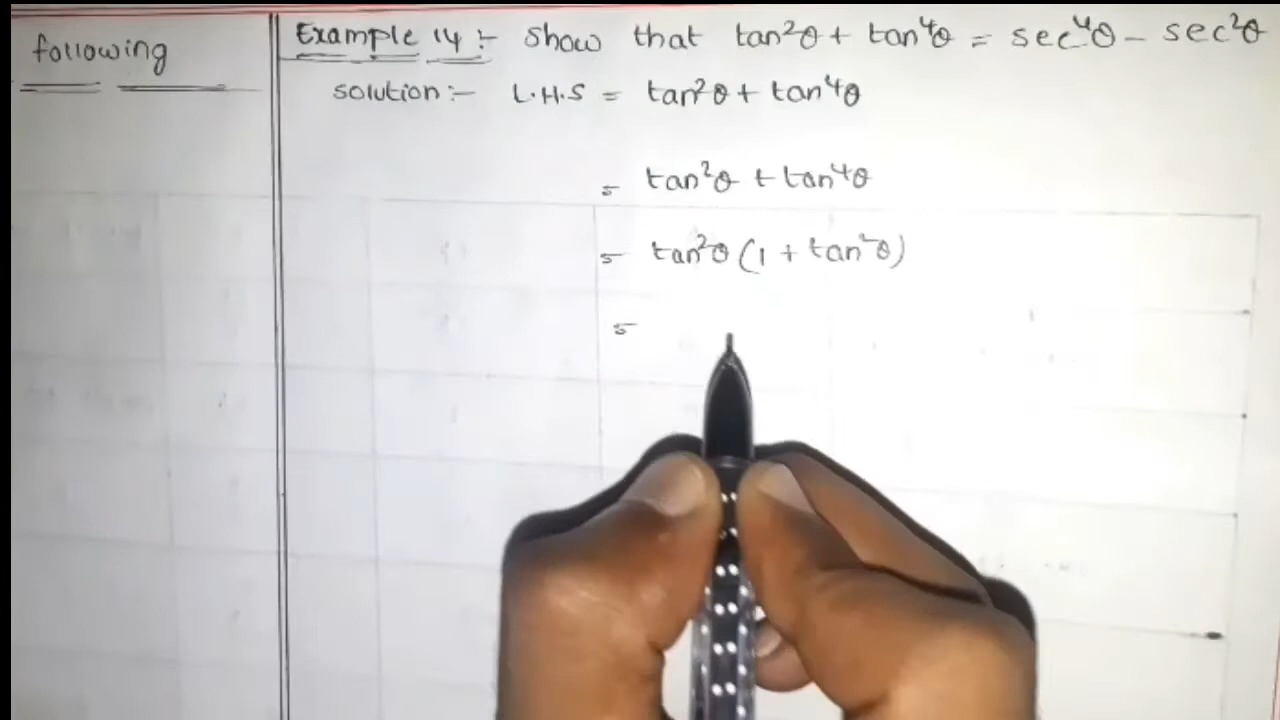 following
Example 14 :- Show that tan²θ + tan⁴θ = sec⁴θ - sec²θ
solution :- L.H.S = tan²θ + tan⁴θ
= tan²θ + tan⁴θ
= tan²θ (1 + tan²θ)
=